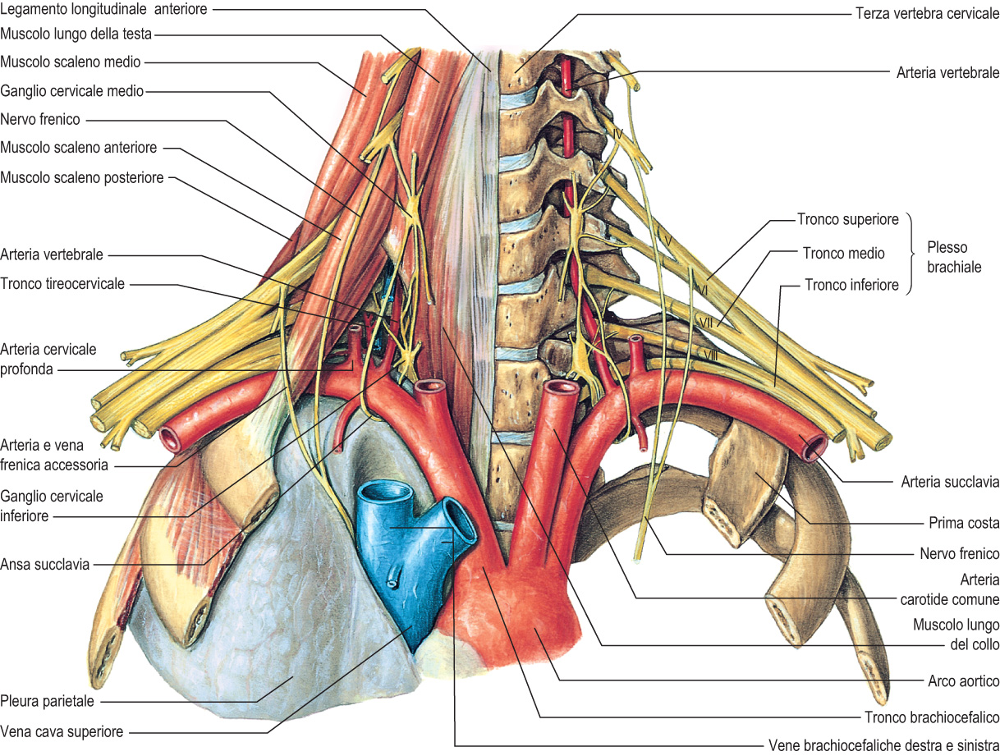 Legamento longitudinale anteriore
Muscolo lungo della testa
Muscolo scaleno medio
Ganglio cervicale medio
Nervo frenico
Muscolo scaleno anteriore
Muscolo scaleno posteriore
Arteria vertebrale
Tronco tireocervicale
Arteria cervicale
profonda
Arteria e vena
frenica accessoria
Ganglio cervicale
inferiore
Ansa succlavia
Pleura parietale
Vena cava superiore
IV
V
VI
VII
VIII
Terza vertebra cervicale
Arteria vertebrale
Tronco superiore
Tronco medio
Tronco inferiore
Plesso
brachiale
Arteria succlavia
Prima costa
Nervo frenico
Arteria
carotide comune
Muscolo lungo
del collo
Arco aortico
Tronco brachiocefalico
Vene brachiocefaliche destra e sinistra